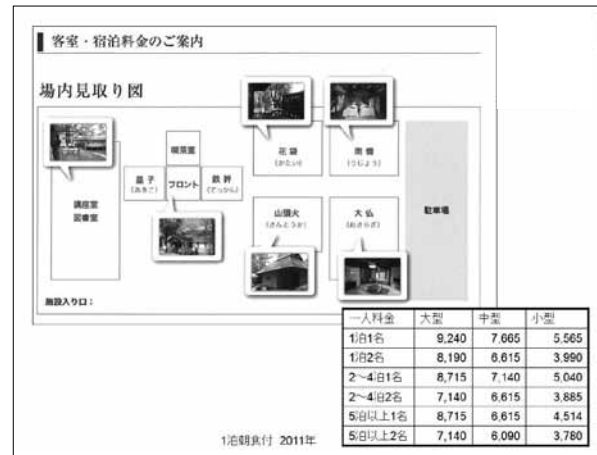 客室・宿泊料金のご案内
場内見取り図
喫茶室
花袋
(かたい)
雨情
(うじょう)
晶子
(あきこ)
フロント
鉄幹
(てっかん)
講座室
図書室
山頭火
(さんとうか)
大仏
(おさらぎ)
駐車場
施設入り口：
一人料金 大型 中型 小型
1泊1名 9,240 7,665 5,565
1泊2名 8,190 6,615 3,990
2～4泊1名 8,715 7,140 5,040
2～4泊2名 7,140 6,615 3,885
5泊以上1名 8,715 6,615 4,514
5泊以上2名 7,140 6,090 3,780
1泊朝食付 2011年